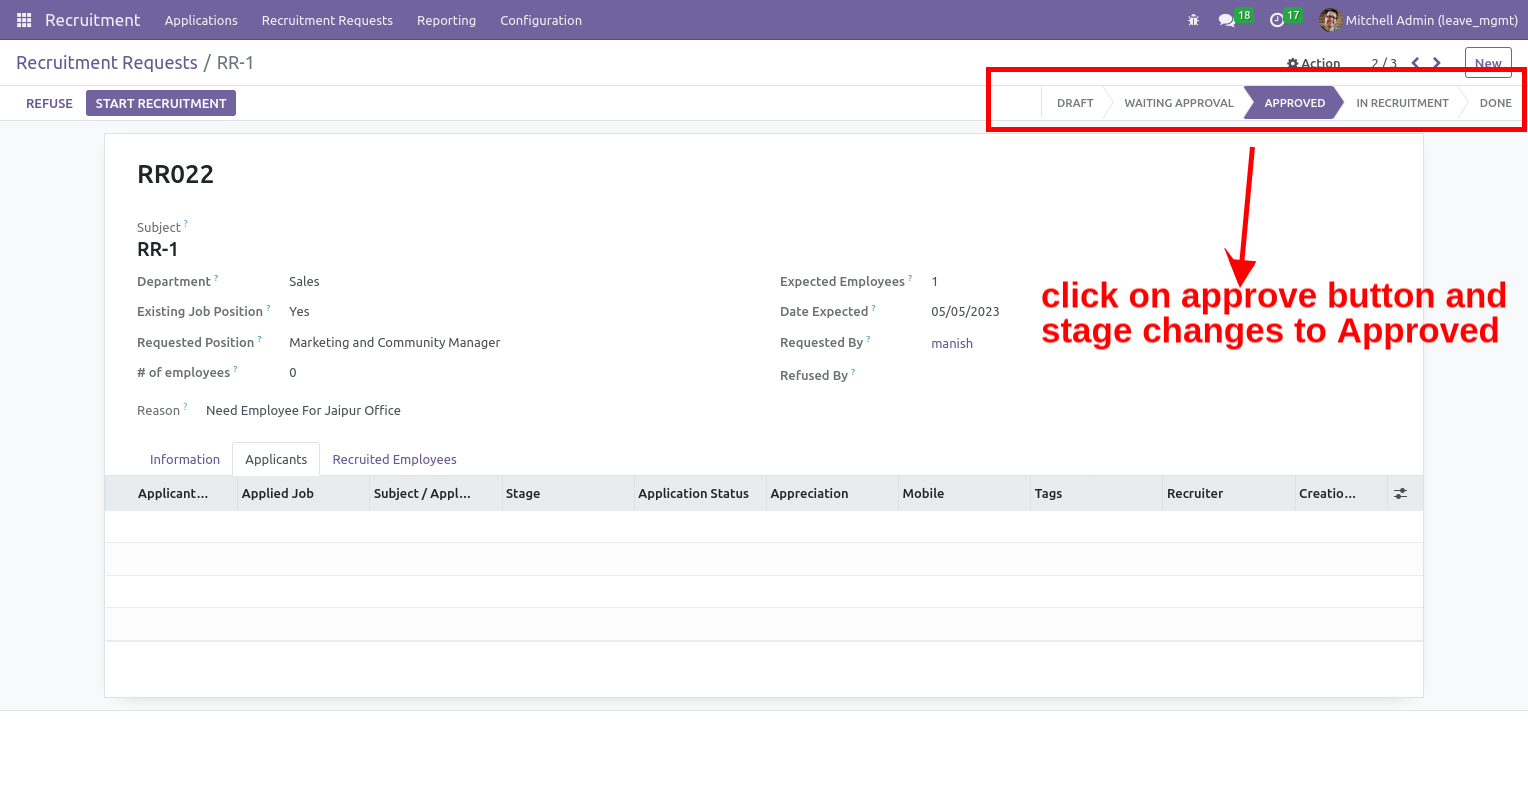 Recruitment Applications Recruitment Requests Reporting Configuration 18 17 Mitchell Admin (leave_mgmt)
Recruitment Requests / RR-1 Action 2 / 3 New
REFUSE START RECRUITMENT DRAFT WAITING APPROVAL APPROVED IN RECRUITMENT DONE
RR022
Subject ?
RR-1
Department ? Sales Expected Employees ? 1
Existing Job Position ? Yes Date Expected ? 05/05/2023
Requested Position ? Marketing and Community Manager Requested By ? manish
# of employees ? 0 Refused By ?
click on approve button and
stage changes to Approved
Reason ? Need Employee For Jaipur Office
Information Applicants Recruited Employees
Applicant... Applied Job Subject / Appl... Stage Application Status Appreciation Mobile Tags Recruiter Creatio...